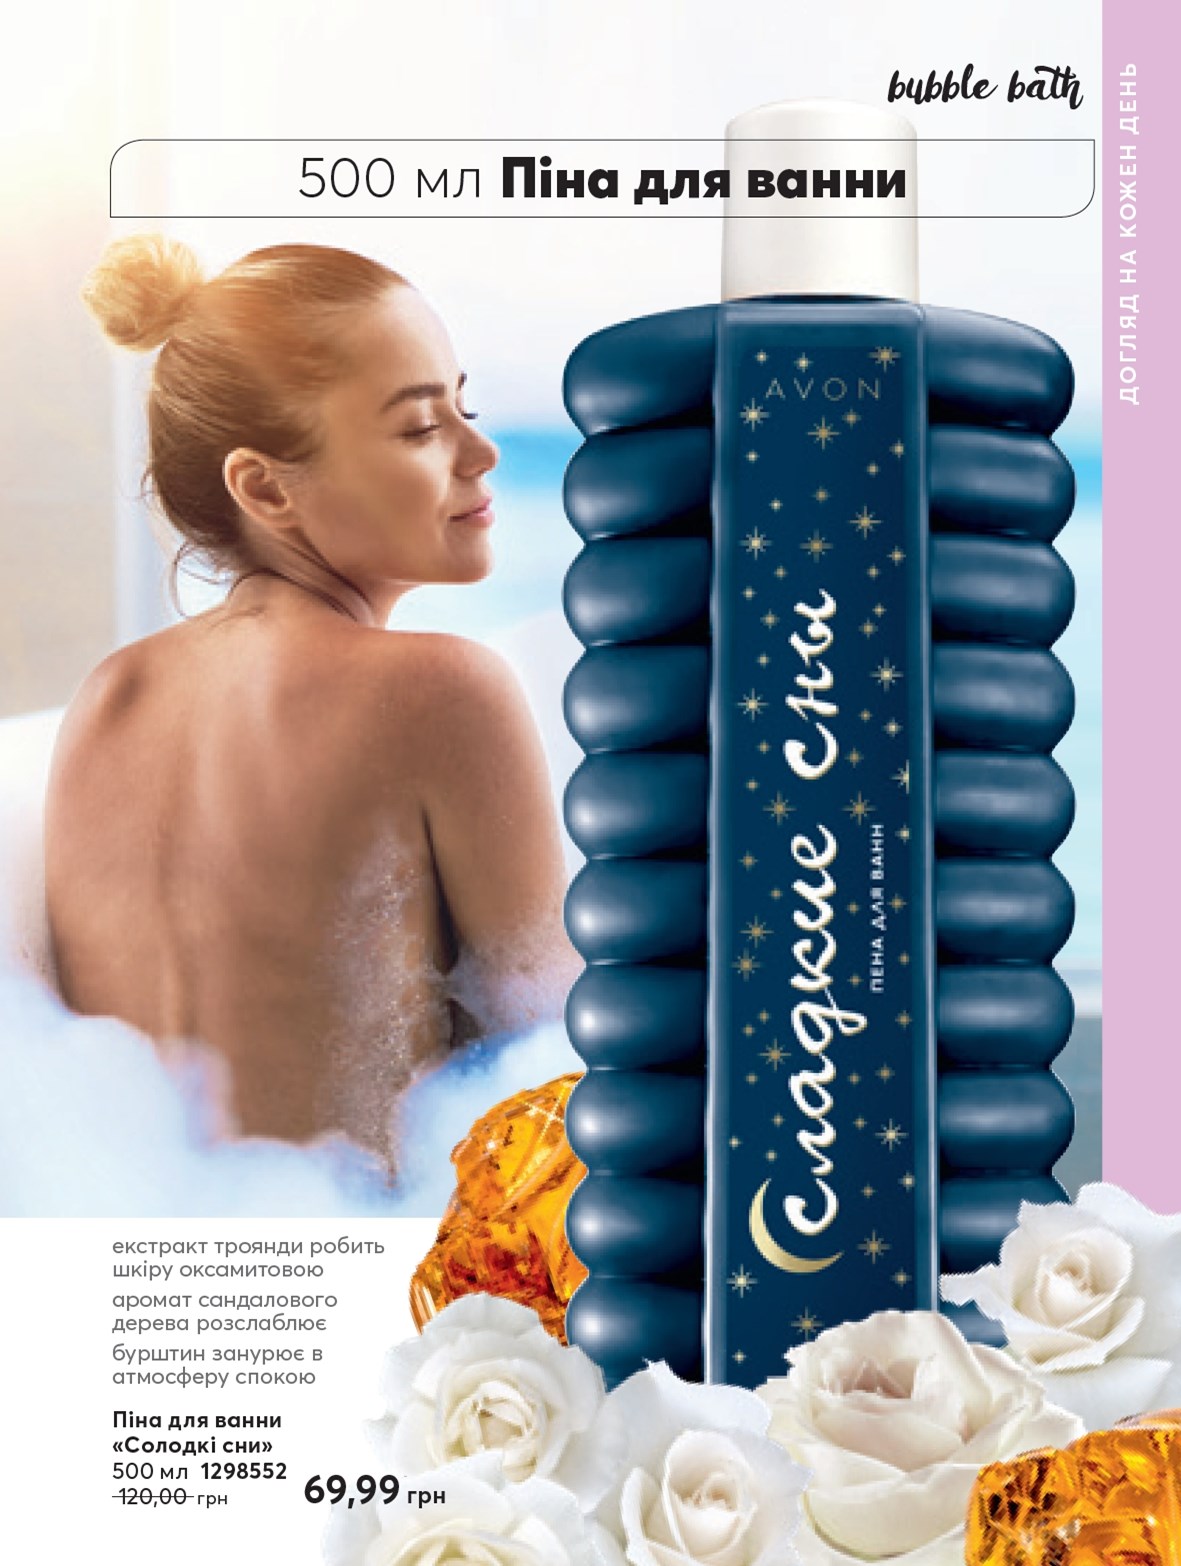 bubble bath
500 мл Піна для ванни
ДОГЛЯД НА КОЖЕН ДЕНЬ
AVON
Сладкие Сны
ПЕНА ДЛЯ ВАНН
екстракт троянди робить
шкіру оксамитовою
аромат сандалового
дерева розслаблює
бурштин занурює в
атмосферу спокою
Піна для ванни
«Солодкі сни»
500 мл 1298552
120,00 грн
69,99 грн